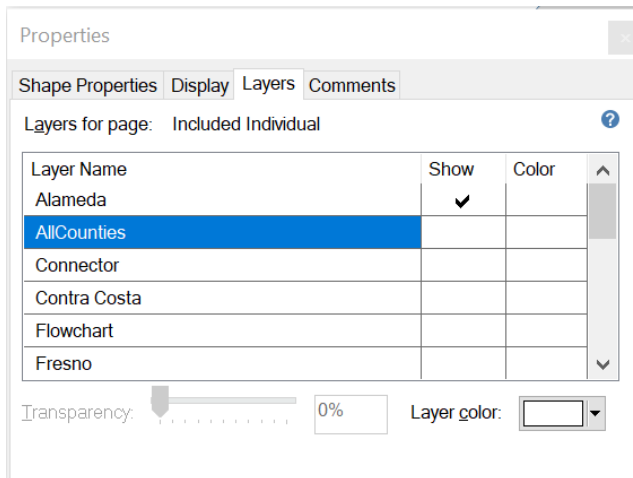 Properties
Shape Properties Display Layers Comments
Layers for page: Included Individual
?
Layer Name Show Color
Alameda
AllCounties
Connector
Contra Costa
Flowchart
Fresno
Transparency: 0% Layer color: